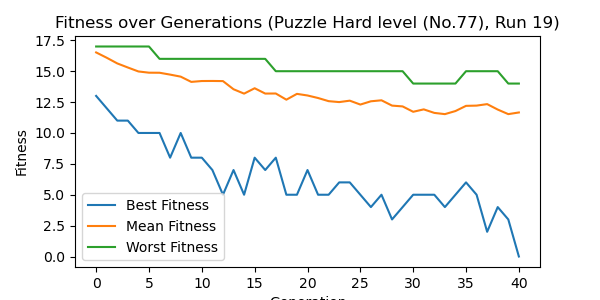 Fitness over Generations (Puzzle Hard level (No.77), Run 19)
17.5
15.0
12.5
10.0
7.5
5.0
2.5
0.0
Fitness
Best Fitness
Mean Fitness
Worst Fitness
0 5 10 15 20 25 30 35 40
Generation